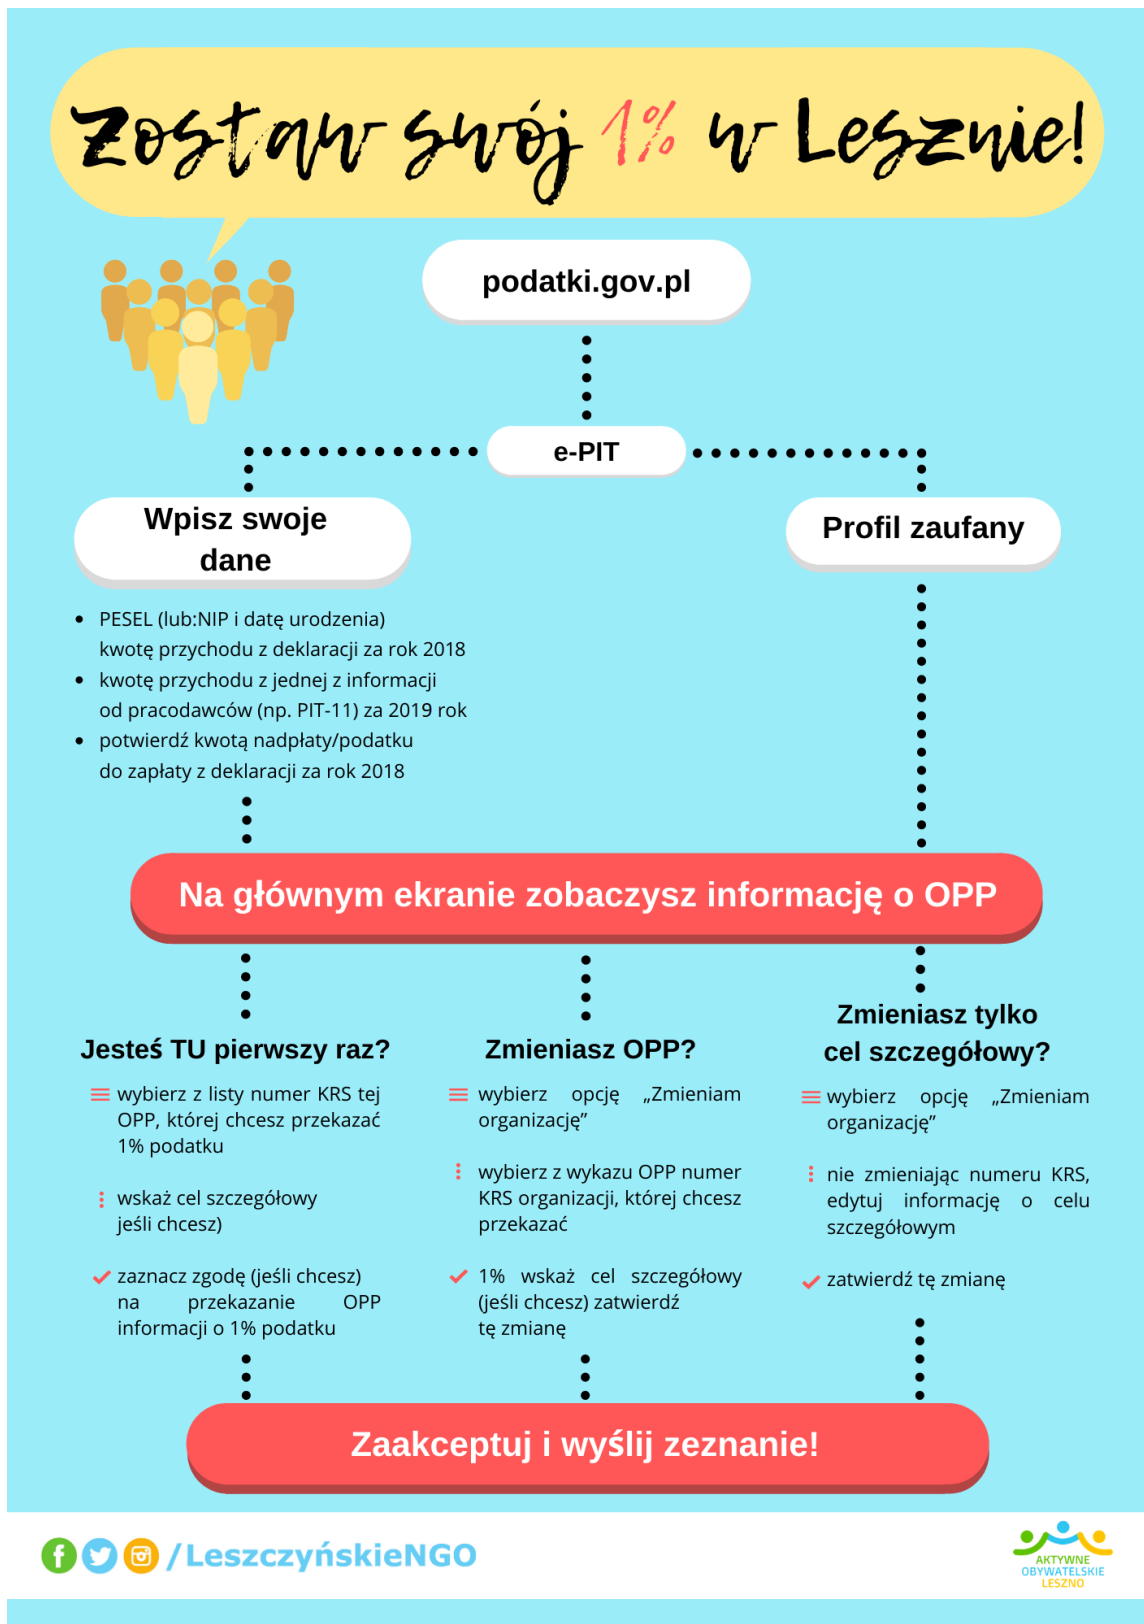 Zostaw swój 1% w Lesznie!
podatki.gov.pl
e-PIT
Wpisz swoje
dane
Profil zaufany
PESEL (lub:NIP i datę urodzenia)
kwotę przychodu z deklaracji za rok 2018
kwotę przychodu z jednej z informacji
od pracodawców (np. PIT-11) za 2019 rok
potwierdź kwotą nadpłaty/podatku
do zapłaty z deklaracji za rok 2018
Na głównym ekranie zobaczysz informację o OPP
Jesteś TU pierwszy raz?
wybierz z listy numer KRS tej
OPP, której chcesz przekazać
1% podatku
wskaż cel szczegółowy
jeśli chcesz)
zaznacz zgodę (jeśli chcesz)
na przekazanie OPP
informacji o 1% podatku
Zmieniasz OPP?
wybierz opcję „Zmieniam
organizację”
wybierz z wykazu OPP numer
KRS organizacji, której chcesz
przekazać
1% wskaż cel szczegółowy
(jeśli chcesz) zatwierdź
tę zmianę
Zmieniasz tylko
cel szczegółowy?
wybierz opcję „Zmieniam
organizację”
nie zmieniając numeru KRS,
edytuj informację o celu
szczegółowym
zatwierdź tę zmianę
Zaakceptuj i wyślij zeznanie!
/LeszczyńskieNGO
AKTYWNE
OBYWATELSKIE
LESZNO